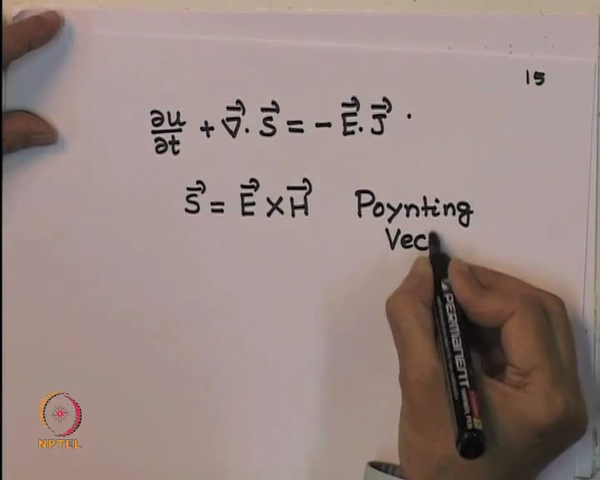 15
∂u/∂t + ∇⃗ · S⃗ = − E⃗ · J⃗ .
S⃗ = E⃗ × H⃗ Poynting
Vec
PERMANENT
NPTEL